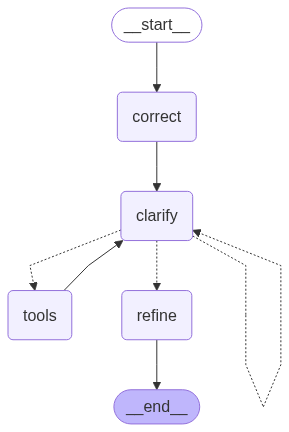 __start__
correct
clarify
tools
refine
__end__